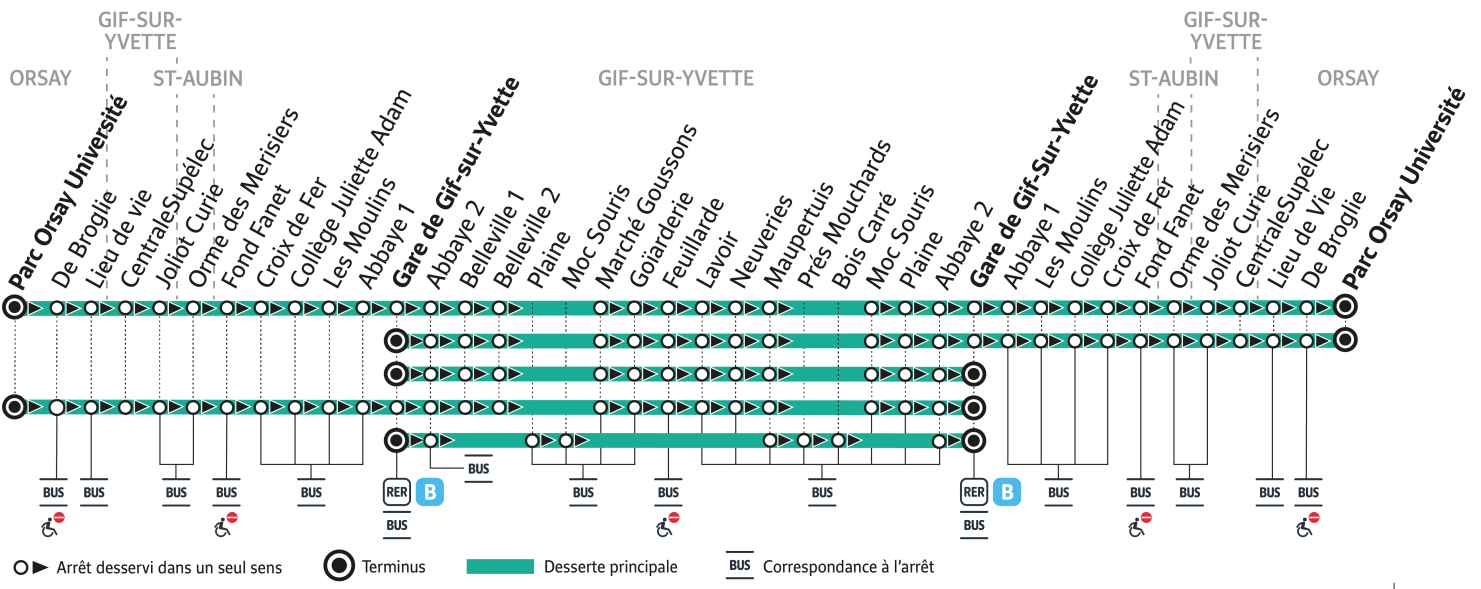 GIF-SUR-
YVETTE
GIF-SUR-
YVETTE
ORSAY
ST-AUBIN
GIF-SUR-YVETTE
ST-AUBIN
ORSAY
Parc Orsay Université
De Broglie
Lieu de vie
CentraleSupélec
Joliot Curie
Orme des Merisiers
Fond Fanet
Croix de Fer
Collège Juliette Adam
Les Moulins
Abbaye 1
Gare de Gif-sur-Yvette
Abbaye 2
Belleville 1
Belleville 2
Plaine
Moc Souris
Marché Goussons
Goïarderie
Feuillarde
Lavoir
Neuveries
Maupertuis
Prés Mouchards
Bois Carré
Moc Souris
Plaine
Abbaye 2
Gare de Gif-Sur-Yvette
Abbaye 1
Les Moulins
Collège Juliette Adam
Croix de Fer
Fond Fanet
Orme des Merisiers
Joliot Curie
CentraleSupélec
Lieu de Vie
De Broglie
Parc Orsay Université
BUS
BUS BUS BUS BUS BUS RER B BUS BUS BUS RER B BUS BUS BUS BUS BUS
BUS BUS
Arrêt desservi dans un seul sens
Terminus
Desserte principale
BUS Correspondance à l'arrêt